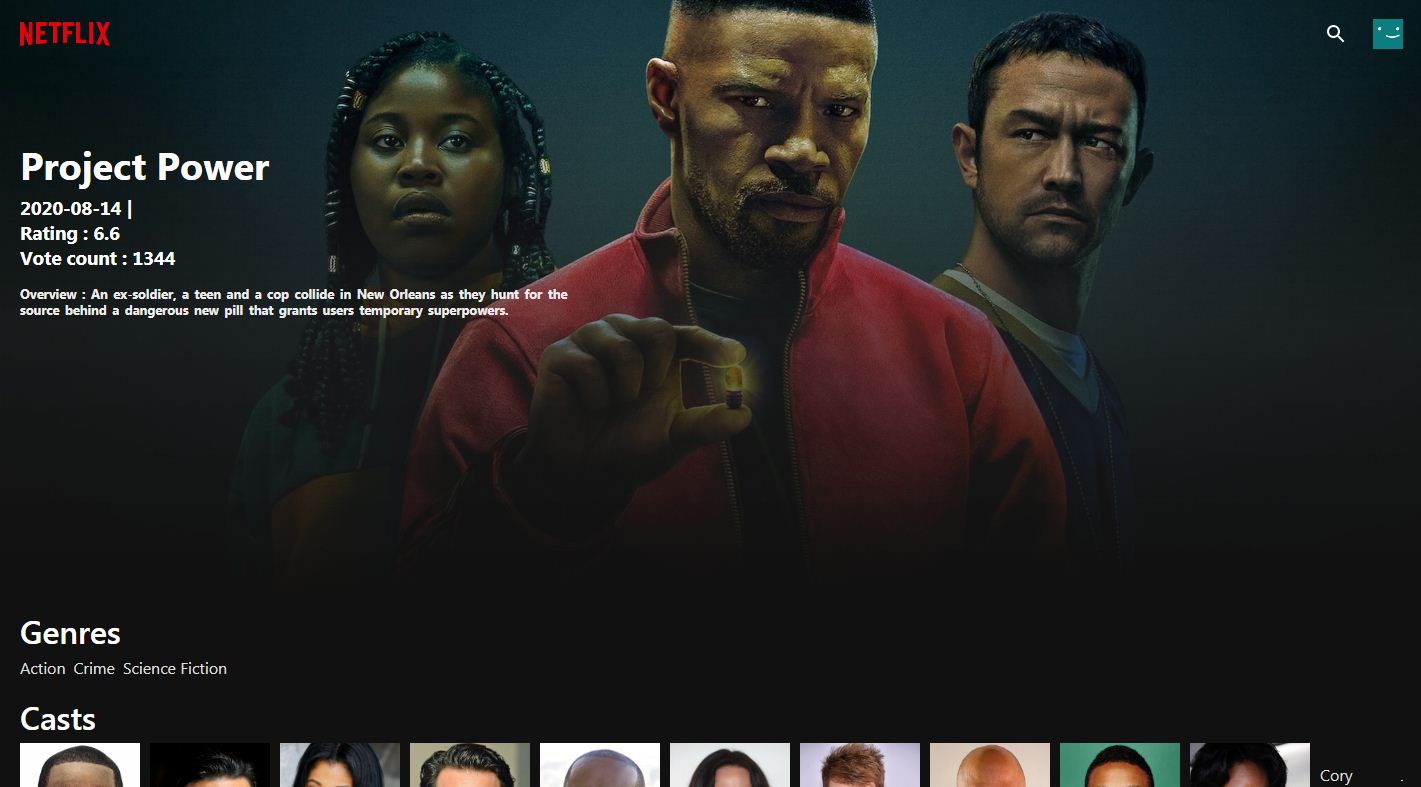 NETFLIX
Project Power
2020-08-14 |
Rating : 6.6
Vote count : 1344
Overview : An ex-soldier, a teen and a cop collide in New Orleans as they hunt for the
source behind a dangerous new pill that grants users temporary superpowers.
Genres
Action Crime Science Fiction
Casts
Cory